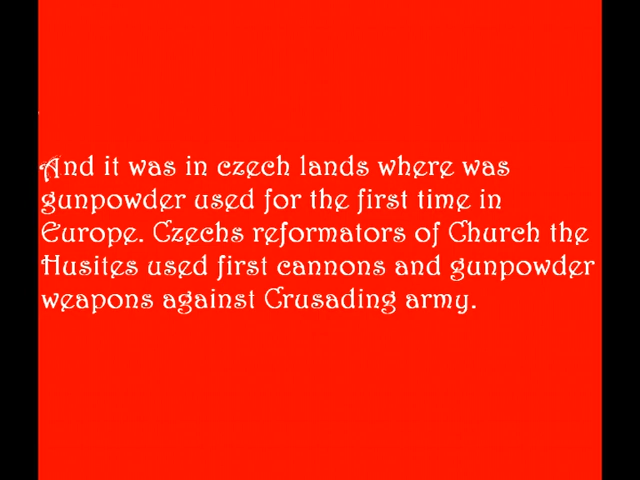 And it was in czech lands where was
gunpowder used for the first time in
Europe. Czechs reformators of Church the
Husites used first cannons and gunpowder
weapons against Crusading army.